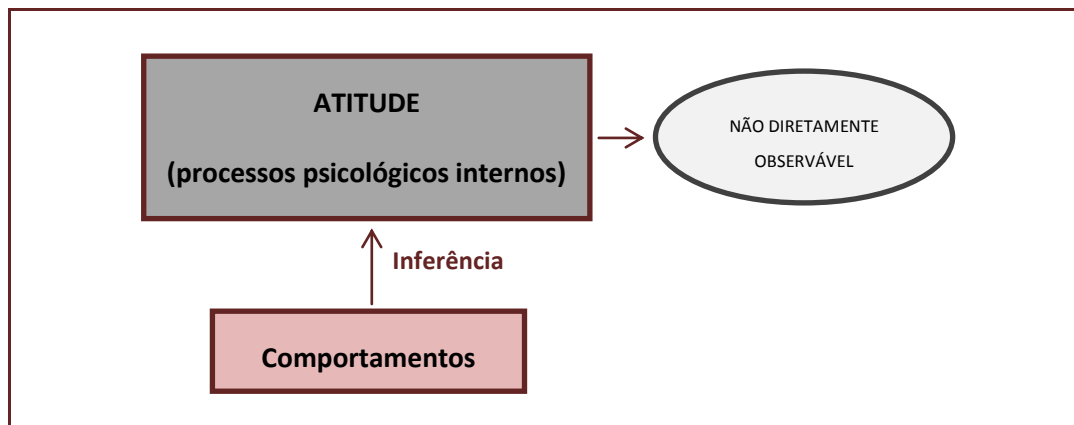 ATITUDE
(processos psicológicos internos)
NÃO DIRETAMENTE
OBSERVÁVEL
Inferência
Comportamentos